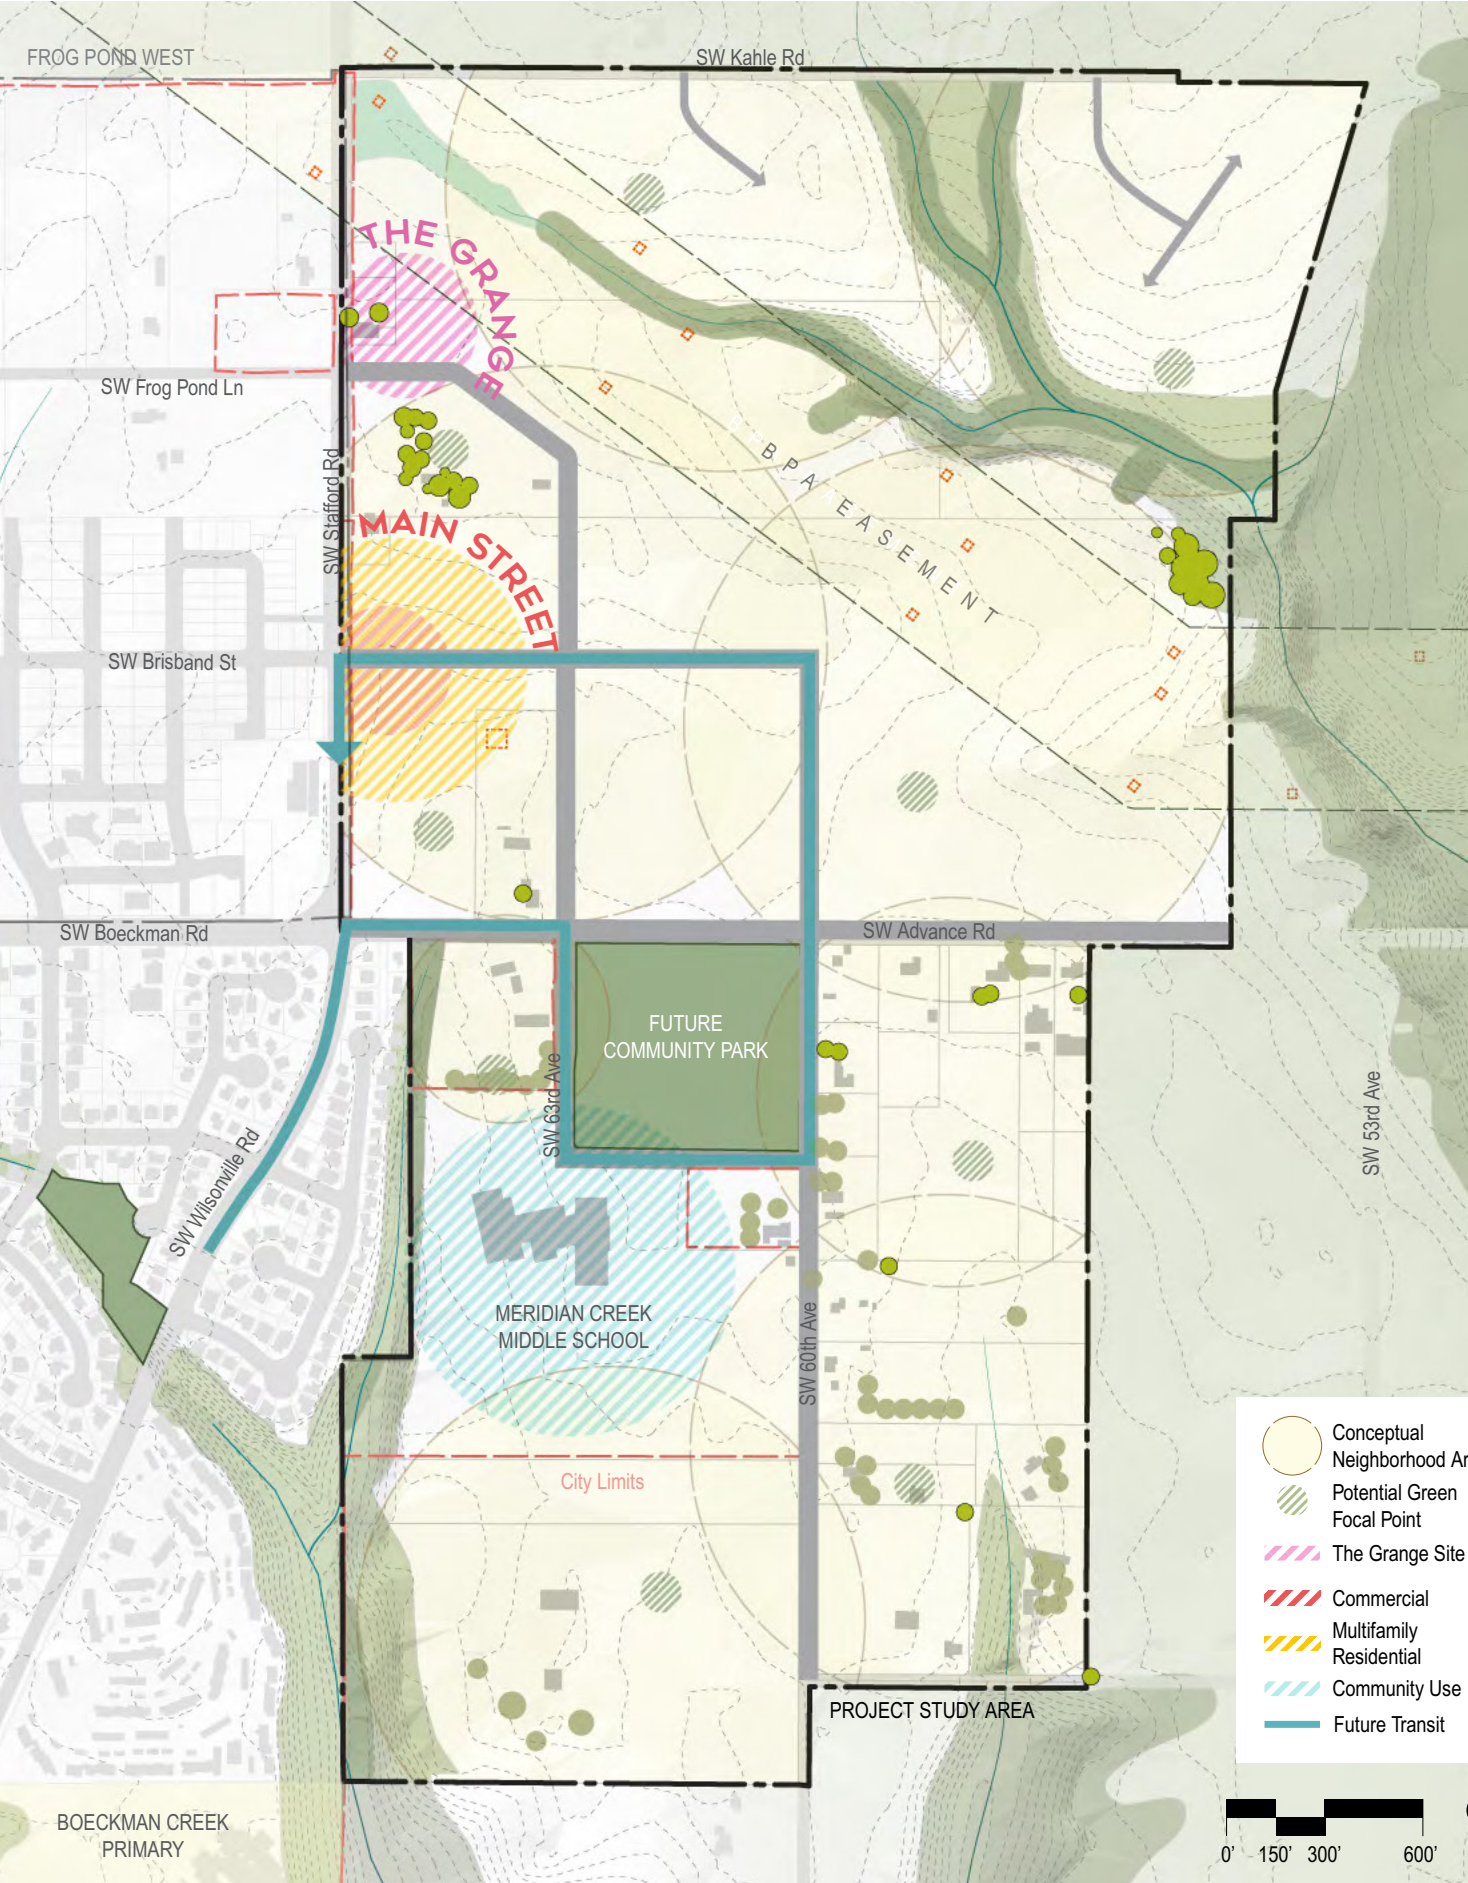 FROG POND WEST
SW Kahle Rd
THE GRANGE
SW Frog Pond Ln
SW Stafford Rd
BPA EASEMENT
MAIN STREET
SW Brisband St
SW Boeckman Rd
SW Advance Rd
FUTURE
COMMUNITY PARK
SW 63rd Ave
SW 53rd Ave
SW Wilsonville Rd
MERIDIAN CREEK
MIDDLE SCHOOL
SW 60th Ave
City Limits
PROJECT STUDY AREA
BOECKMAN CREEK
PRIMARY
Conceptual
Neighborhood Ar
Potential Green
Focal Point
The Grange Site
Commercial
Multifamily
Residential
Community Use
Future Transit
0' 150' 300' 600'